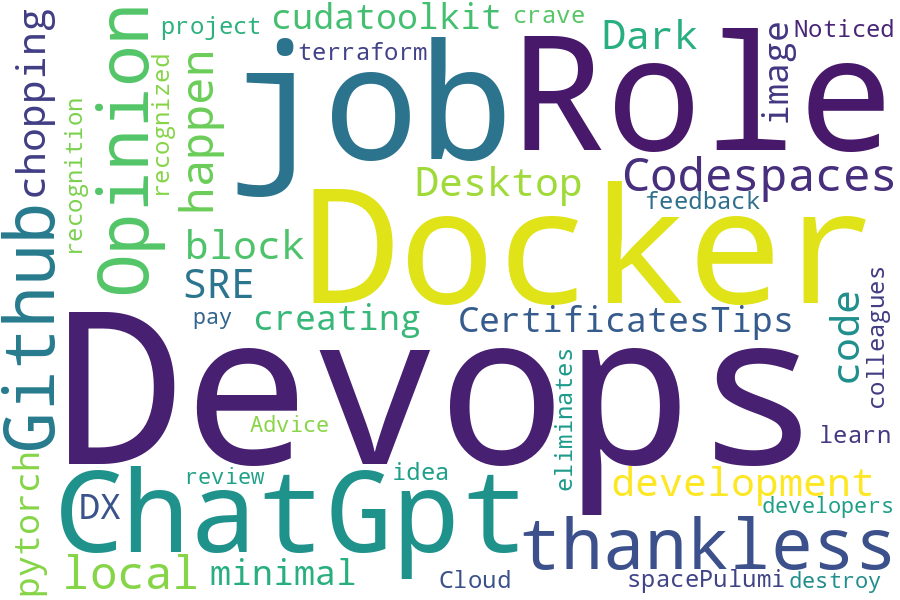 project
cudatoolkit
crave
Dark
Noticed
terraform
chopping
Opinion
recognized
recognition
happen
job
Role
image
Desktop
Codespaces
feedback
Github
block
Docker
SRE
pay
creating
CertificatesTips
code
colleagues
Devops
eliminates
Advice
learn
pytorch
ChatGpt
review
idea
development
DX
developers
thankless
local
minimal
Cloud
spacePulumi
destroy